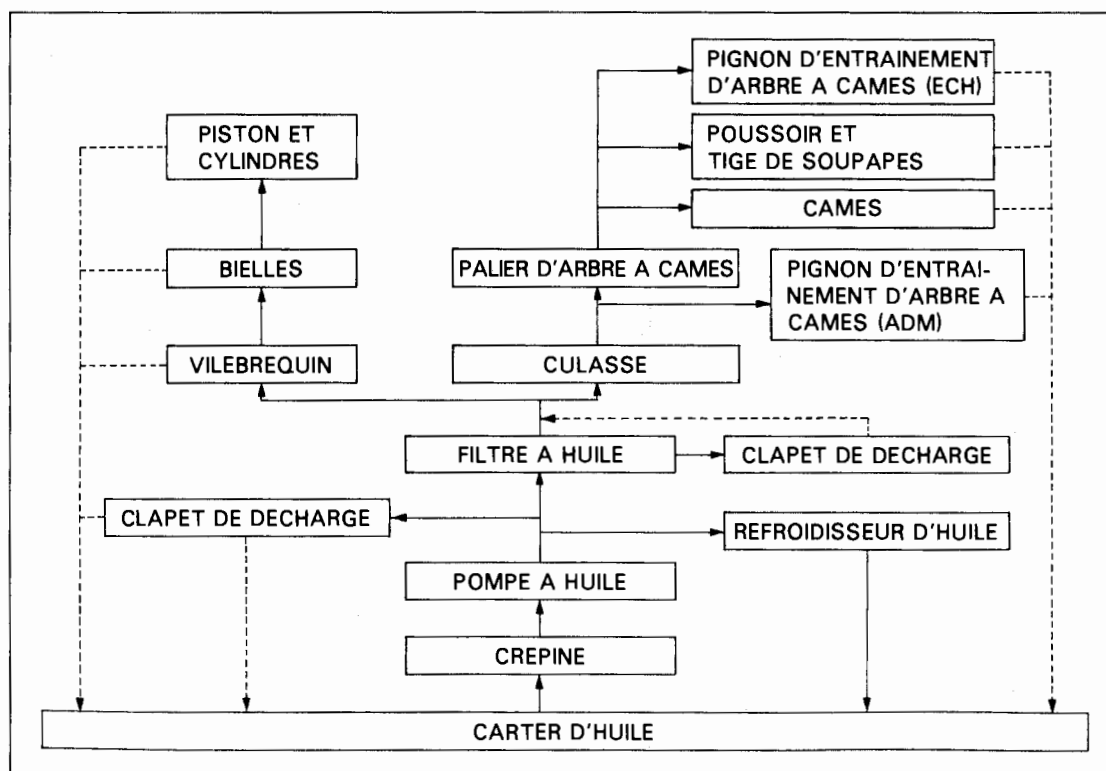 PIGNON D'ENTRAINEMENT
D'ARBRE A CAMES (ECH)
PISTON ET
CYLINDRES
POUSSOIR ET
TIGE DE SOUPAPES
CAMES
BIELLES
PALIER D'ARBRE A CAMES
PIGNON D'ENTRAI-
NEMENT D'ARBRE A
CAMES (ADM)
VILEBREQUIN
CULASSE
FILTRE A HUILE
CLAPET DE DECHARGE
CLAPET DE DECHARGE
REFROIDISSEUR D'HUILE
POMPE A HUILE
CREPINE
CARTER D'HUILE